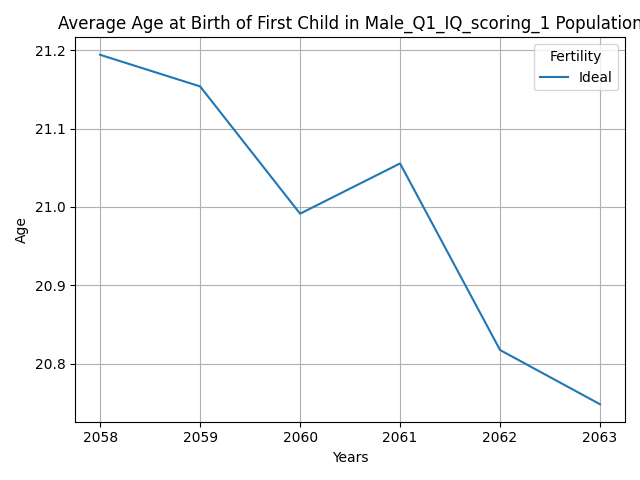 Average Age at Birth of First Child in Male_Q1_IQ_scoring_1 Population
21.2
21.1
21.0
20.9
20.8
Age
Fertility
Ideal
2058 2059 2060 2061 2062 2063
Years